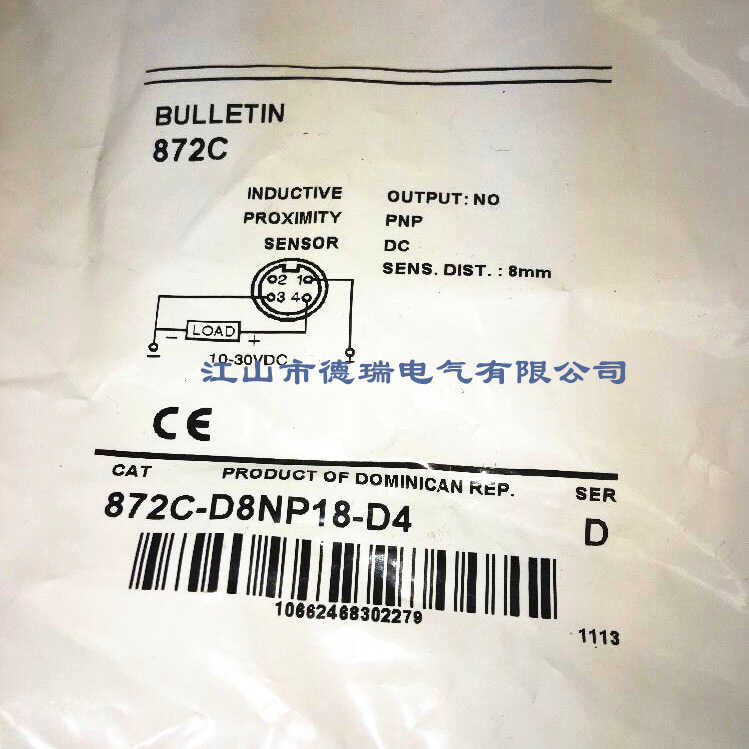 BULLETIN
872C
INDUCTIVE OUTPUT: NO
PROXIMITY PNP
SENSOR DC
SENS. DIST. : 8mm
2 1
3 4
- LOAD +
10-30VDC
江山市德瑞电气有限公司
CE
CAT PRODUCT OF DOMINICAN REP. SER
872C-D8NP18-D4 D
10662468302279
1113